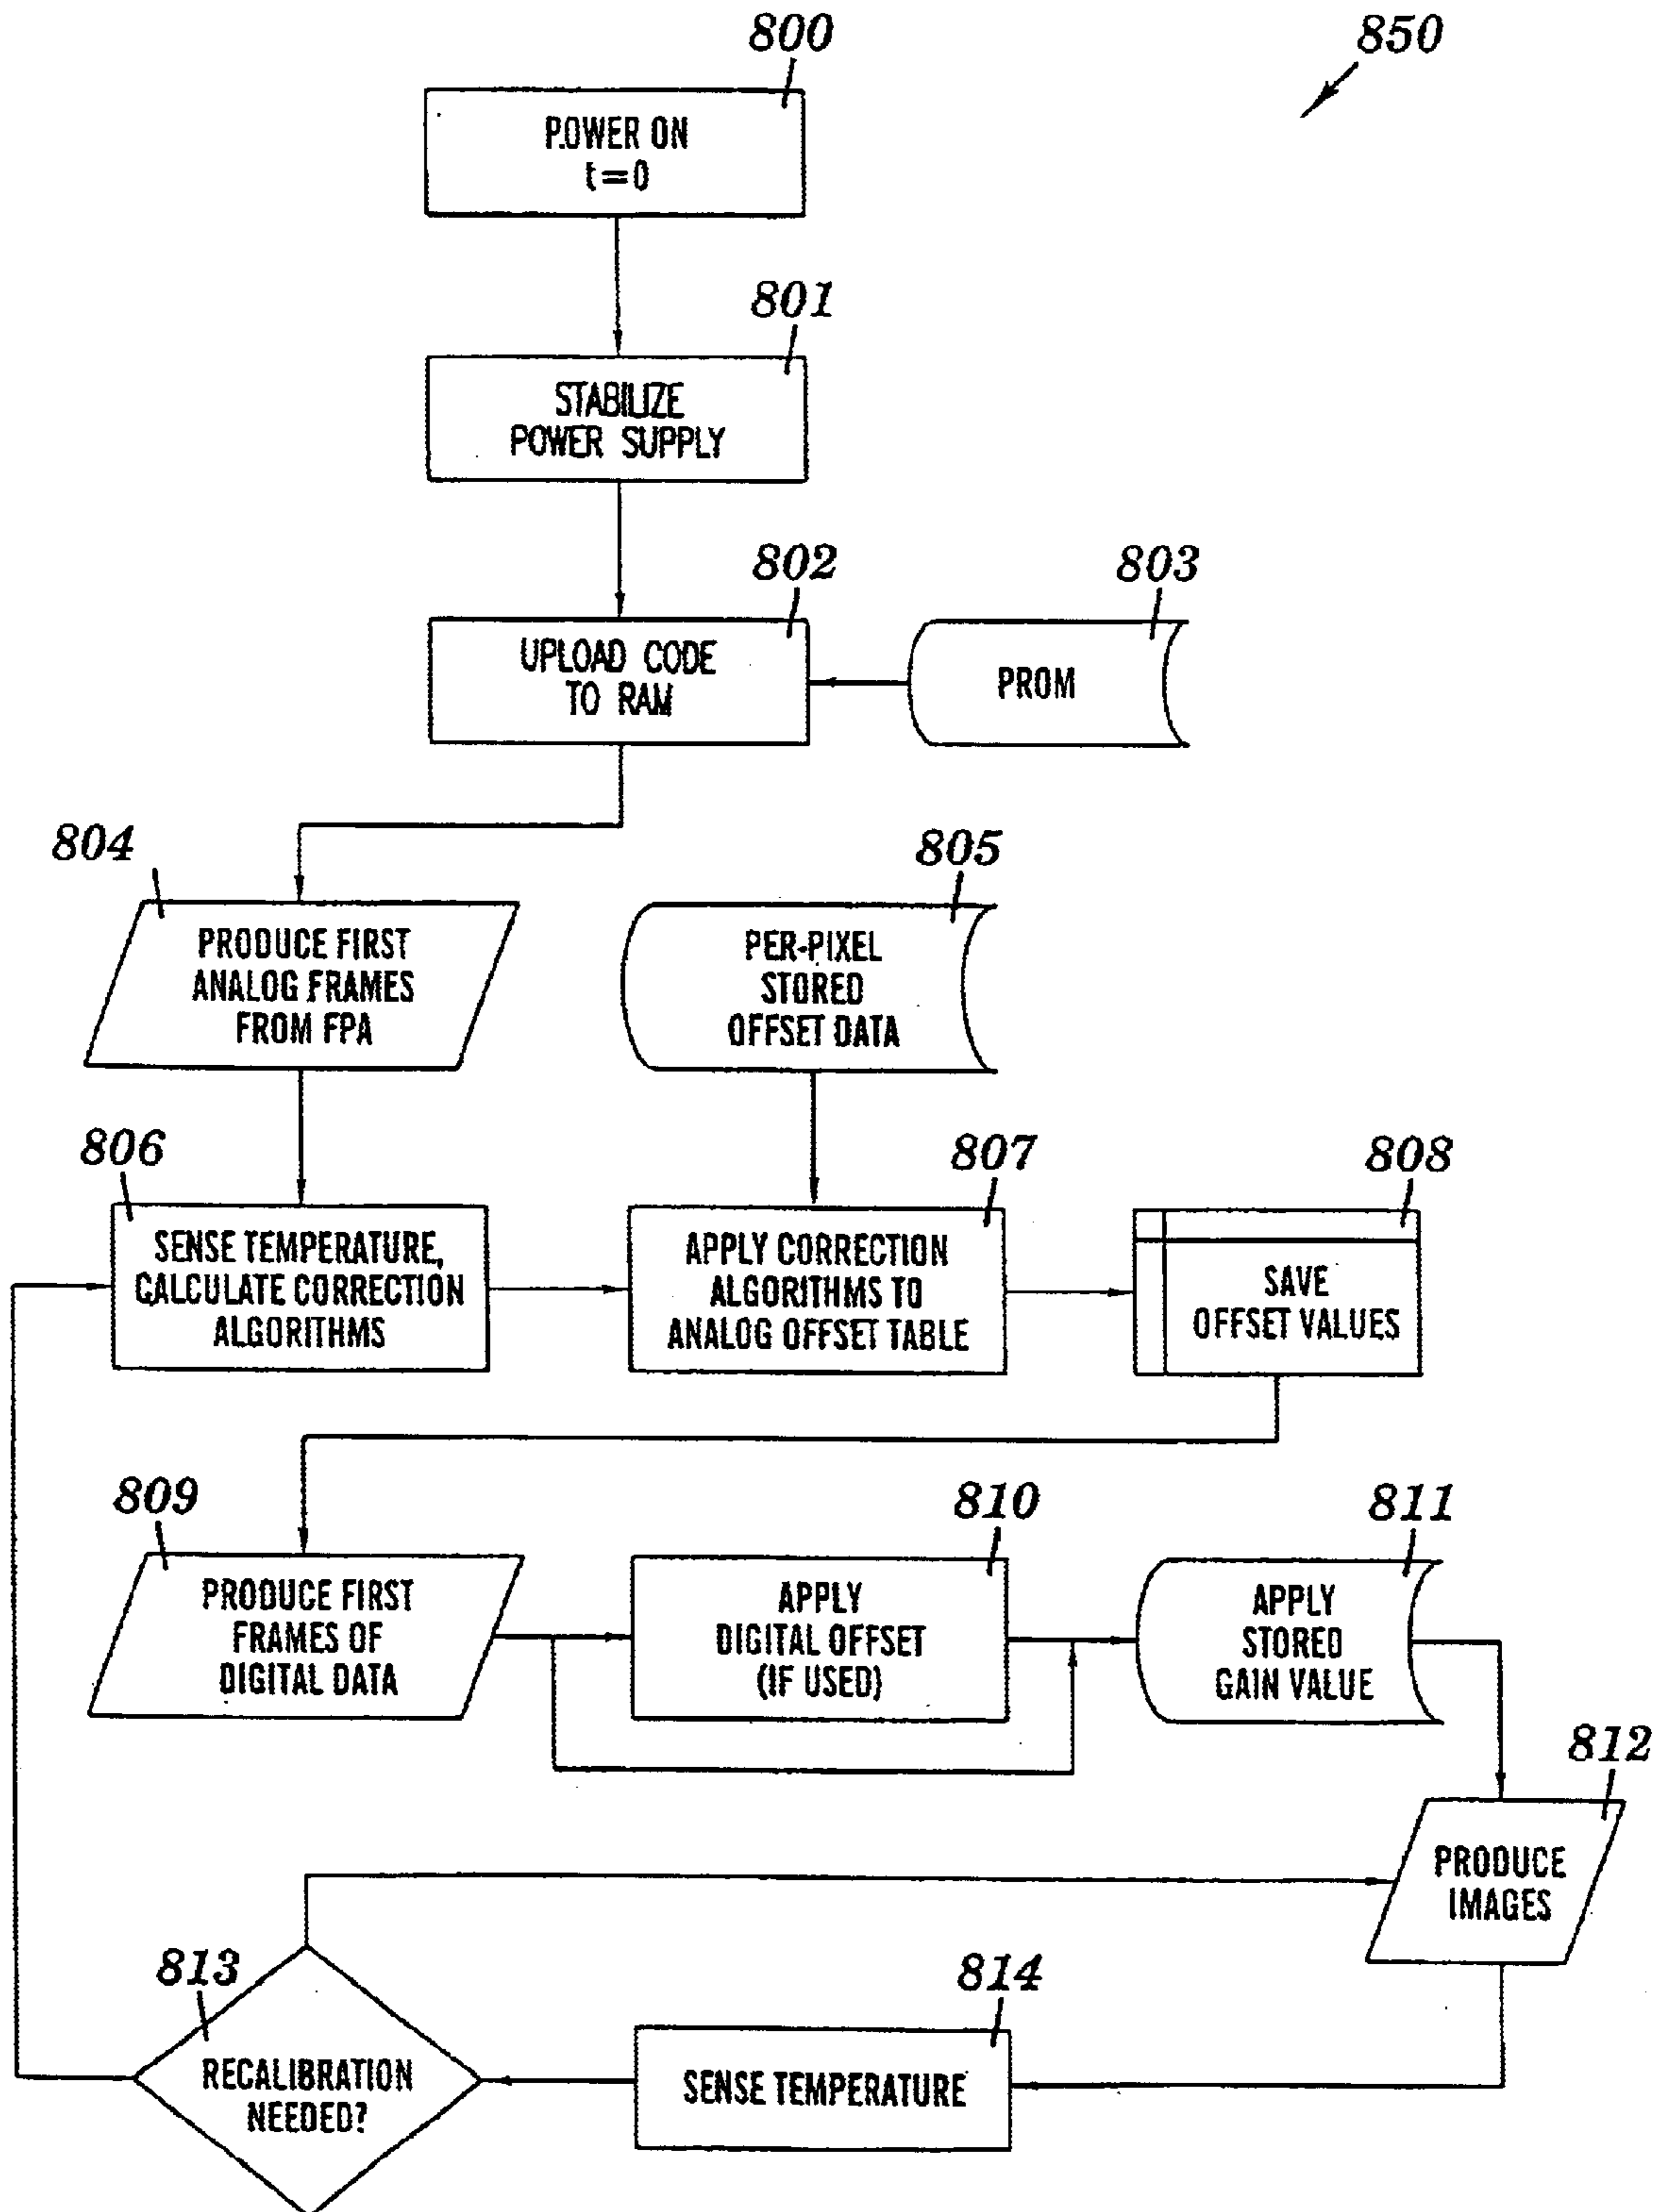 800
850
POWER ON
t=0
801
STABILIZE
POWER SUPPLY
802
803
UPLOAD CODE
TO RAM
PROM
804
805
PRODUCE FIRST
ANALOG FRAMES
FROM FPA
PER-PIXEL
STORED
OFFSET DATA
806
807
808
SENSE TEMPERATURE,
CALCULATE CORRECTION
ALGORITHMS
APPLY CORRECTION
ALGORITHMS TO
ANALOG OFFSET TABLE
SAVE
OFFSET VALUES
809
810
811
PRODUCE FIRST
FRAMES OF
DIGITAL DATA
APPLY
DIGITAL OFFSET
(IF USED)
APPLY
STORED
GAIN VALUE
812
PRODUCE
IMAGES
813
814
RECALIBRATION
NEEDED?
SENSE TEMPERATURE